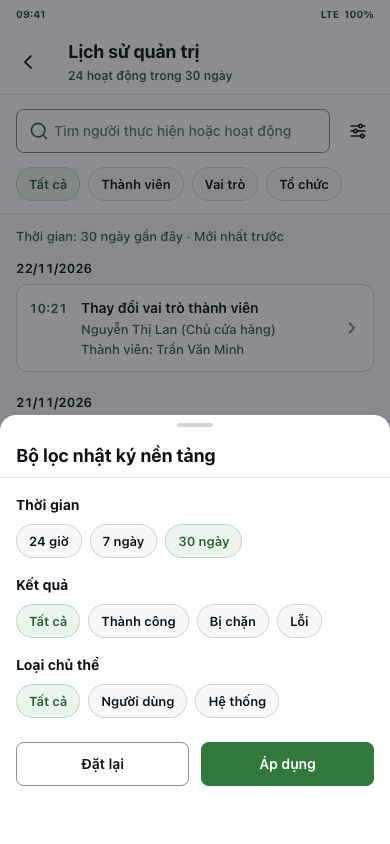 09:41
LTE 100%
Lịch sử quản trị
24 hoạt động trong 30 ngày
Tìm người thực hiện hoặc hoạt động
Tất cả
Thành viên
Vai trò
Tổ chức
Thời gian: 30 ngày gần đây · Mới nhất trước
22/11/2026
10:21
Thay đổi vai trò thành viên
Nguyễn Thị Lan (Chủ cửa hàng)
Thành viên: Trần Văn Minh
21/11/2026
Bộ lọc nhật ký nền tảng
Thời gian
24 giờ
7 ngày
30 ngày
Kết quả
Tất cả
Thành công
Bị chặn
Lỗi
Loại chủ thể
Tất cả
Người dùng
Hệ thống
Đặt lại
Áp dụng